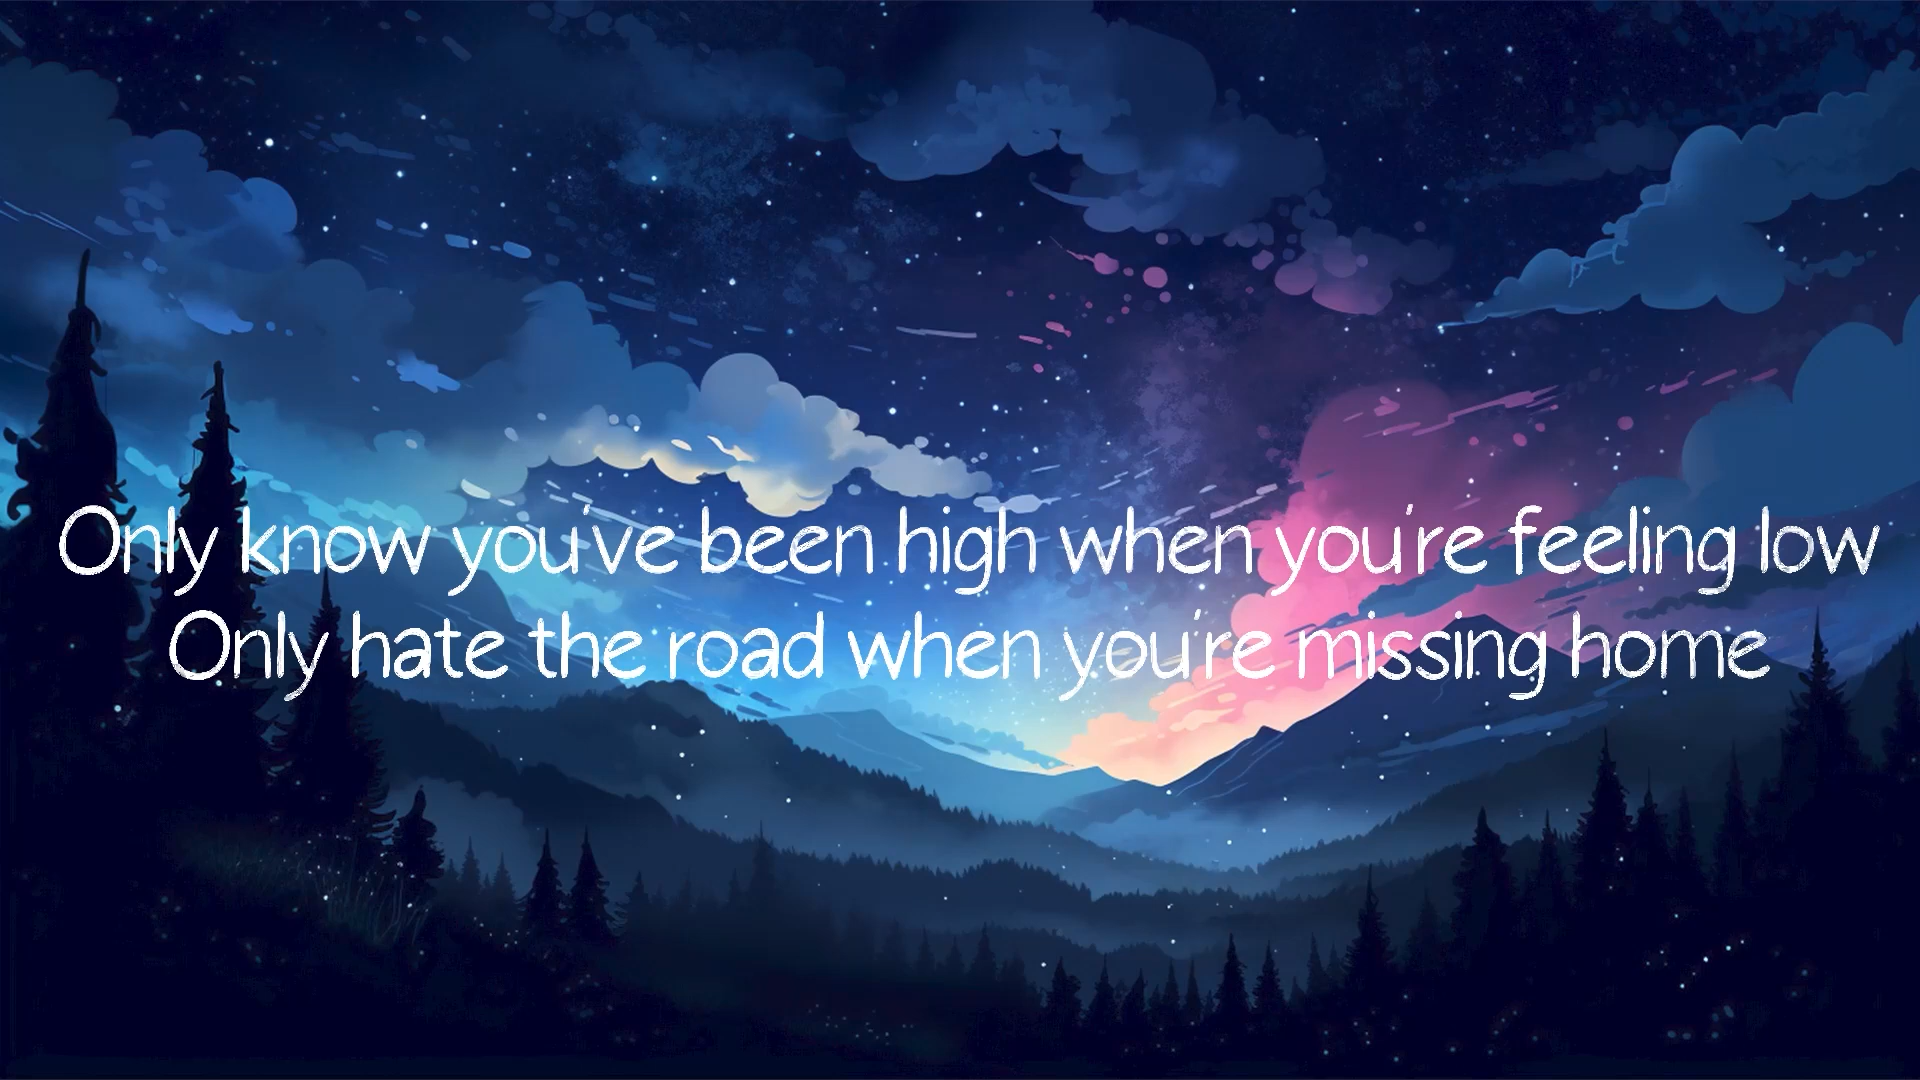 Only know you've been high when you're feeling low
Only hate the road when you're missing home